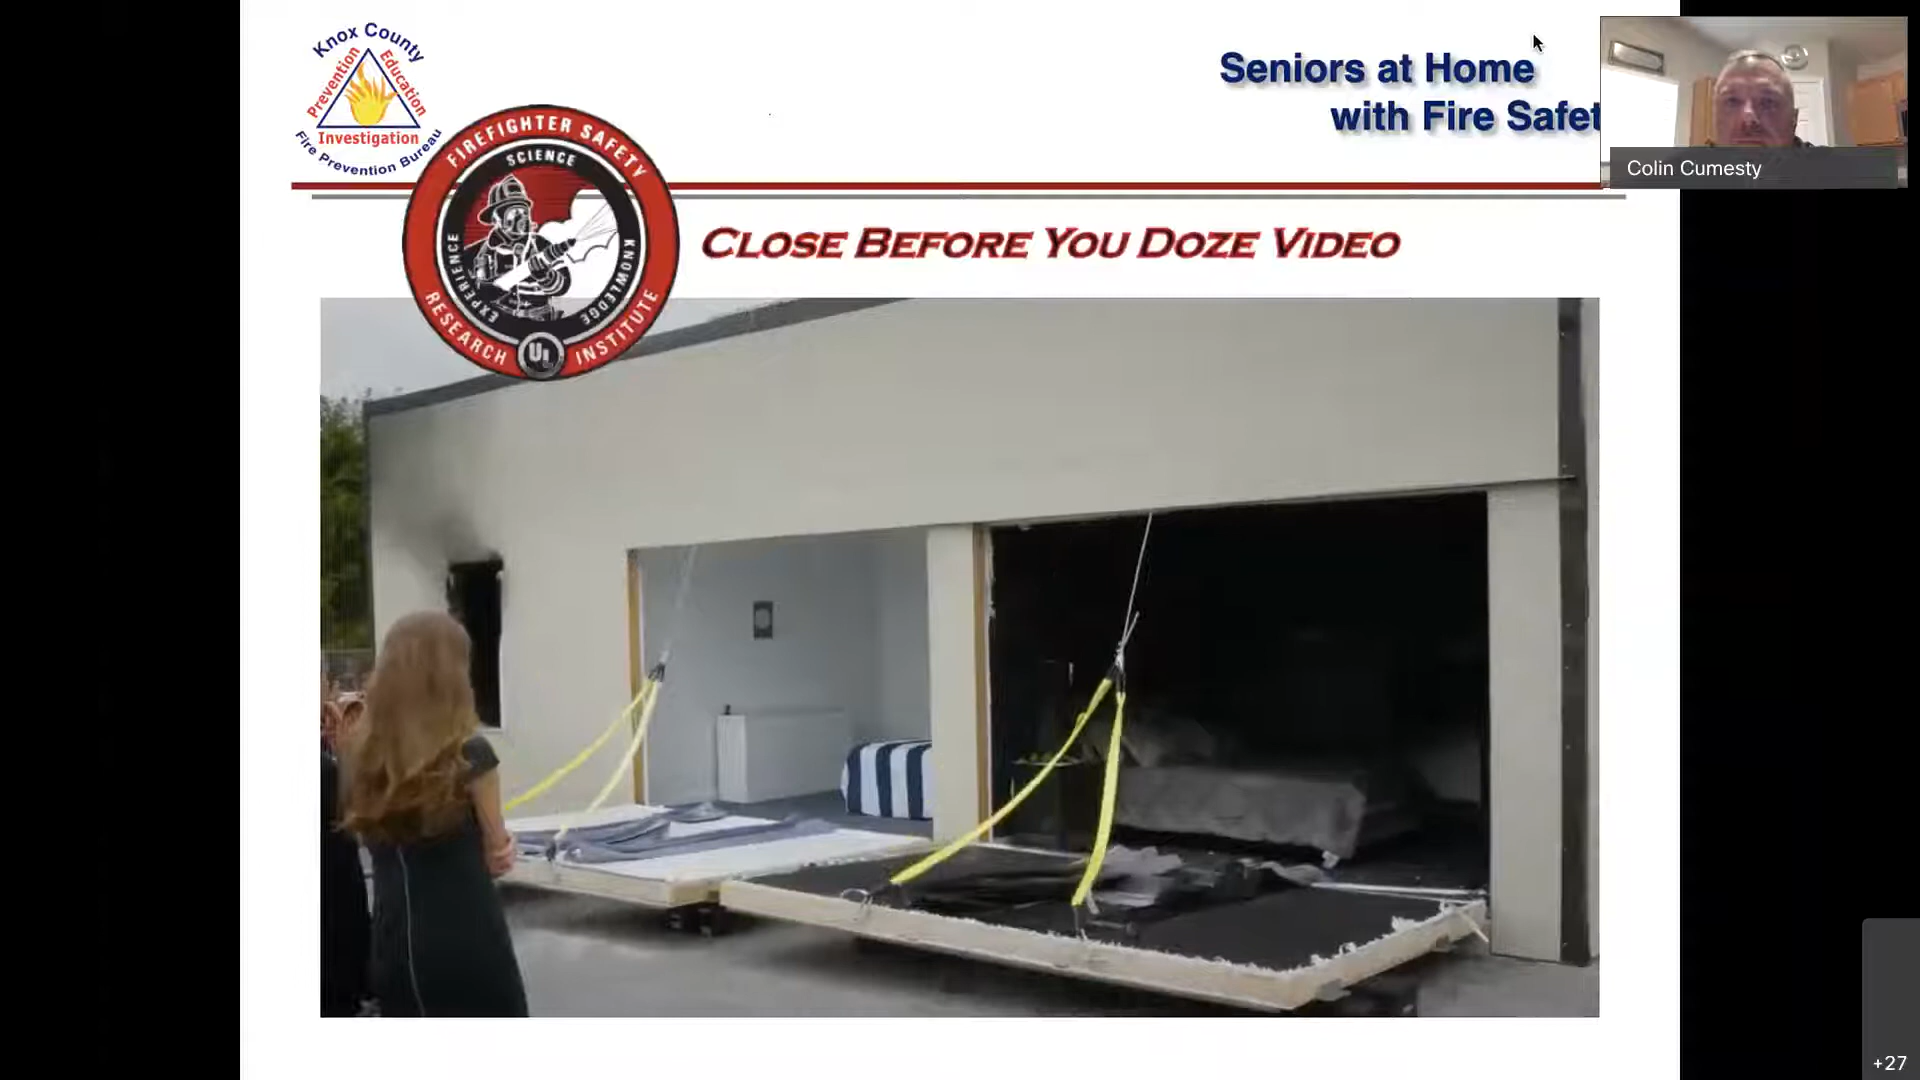 Knox County
Prevention
Education
Investigation
Fire Prevention Bureau
Seniors at Home
with Fire Safet
Colin Cumesty
FIREFIGHTER SAFETY
SCIENCE
EXPERIENCE
KNOWLEDGE
RESEARCH INSTITUTE
UL
CLOSE BEFORE YOU DOZE VIDEO
+27